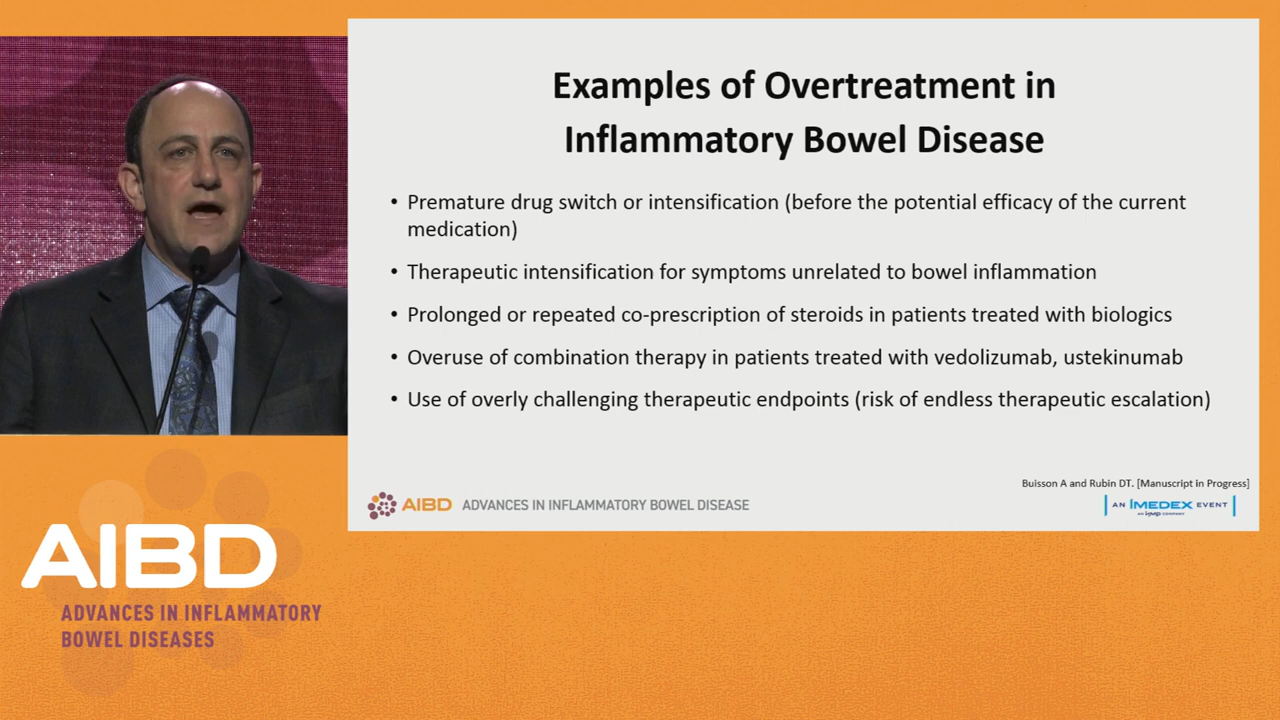 Examples of Overtreatment in
Inflammatory Bowel Disease
• Premature drug switch or intensification (before the potential efficacy of the current
medication)
• Therapeutic intensification for symptoms unrelated to bowel inflammation
• Prolonged or repeated co-prescription of steroids in patients treated with biologics
• Overuse of combination therapy in patients treated with vedolizumab, ustekinumab
• Use of overly challenging therapeutic endpoints (risk of endless therapeutic escalation)
Buisson A and Rubin DT. [Manuscript in Progress]
AIBD ADVANCES IN INFLAMMATORY BOWEL DISEASE
AN IMEDEX EVENT
AIBD
ADVANCES IN INFLAMMATORY
BOWEL DISEASES